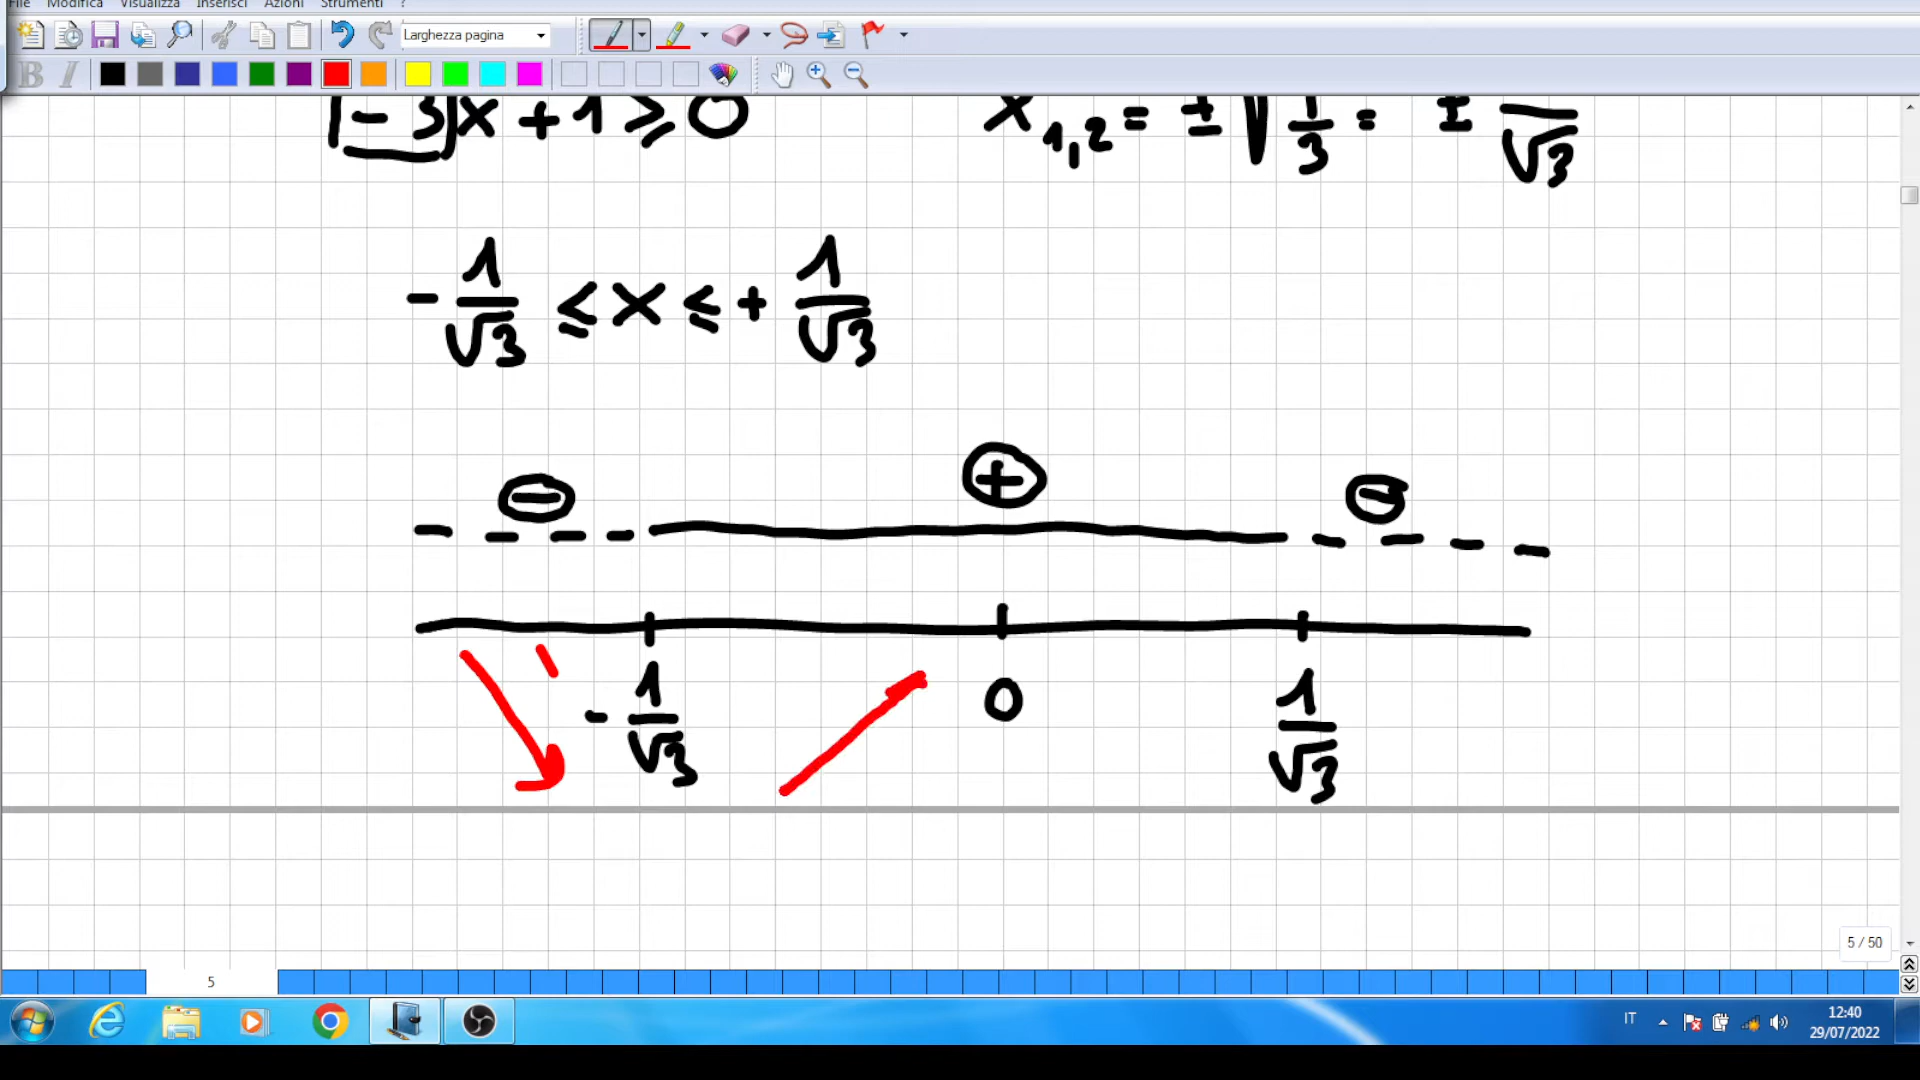 File Modifica Visualizza Inserisci Azioni Strumenti ?
Larghezza pagina
B I
|-3|x + 1 ≥ 0
x1,2 = ± √1/3 = ± /√3
- 1/√3 ≤ x ≤ + 1/√3
⊖ ⊕ ⊖
- 1/√3 0 1/√3
5 / 50
5
IT
12:40
29/07/2022